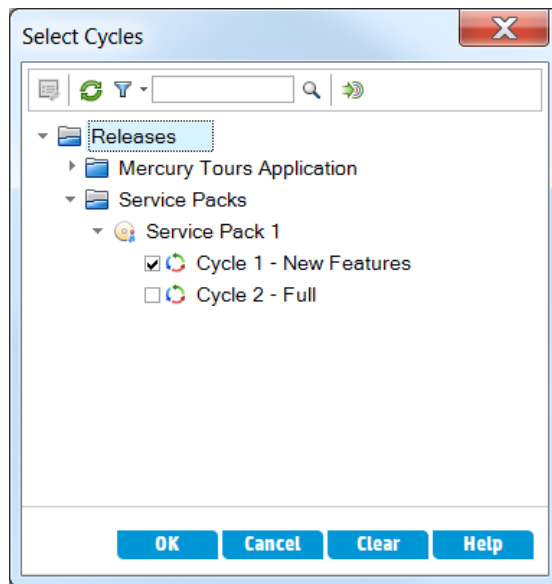 Select Cycles
Releases
Mercury Tours Application
Service Packs
Service Pack 1
Cycle 1 - New Features
Cycle 2 - Full
OK Cancel Clear Help